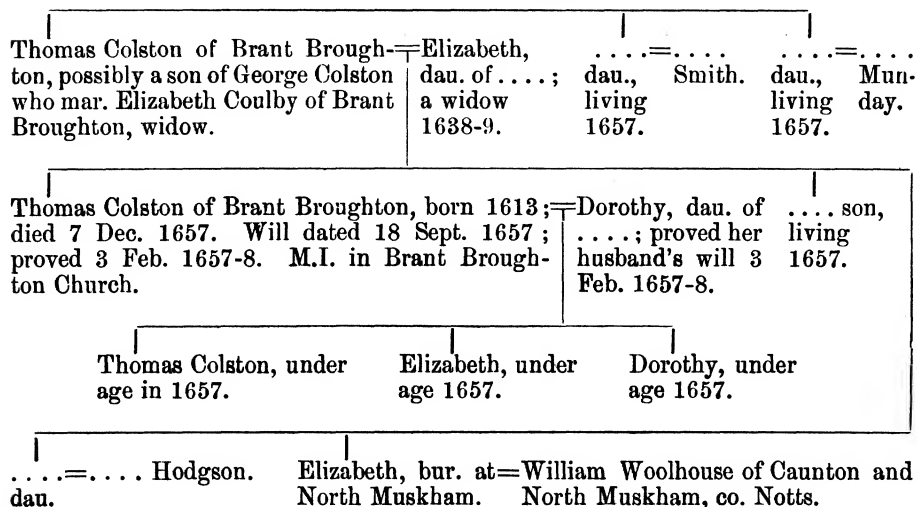 Thomas Colston of Brant Brough-=Elizabeth, . . . .=. . . . . . . .=. . . .
ton, possibly a son of George Colston dau. of . . . . ; dau., Smith. dau., Mun-
who mar. Elizabeth Coulby of Brant a widow living living day.
Broughton, widow. 1638-9. 1657. 1657.
Thomas Colston of Brant Broughton, born 1613;=Dorothy, dau. of . . . . son,
died 7 Dec. 1657. Will dated 18 Sept. 1657 ; . . . . ; proved her living
proved 3 Feb. 1657-8. M.I. in Brant Brough- husband's will 3 1657.
ton Church. Feb. 1657-8.
Thomas Colston, under Elizabeth, under Dorothy, under
age in 1657. age 1657. age 1657.
. . . .=. . . . Hodgson. Elizabeth, bur. at=William Woolhouse of Caunton and
dau. North Muskham. North Muskham, co. Notts.